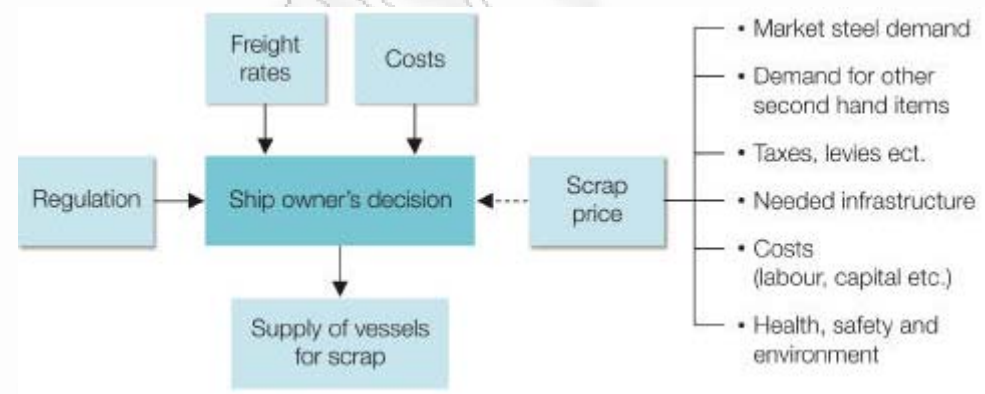 Freight
rates
Costs
Regulation
Ship owner's decision
Scrap
price
Supply of vessels
for scrap
• Market steel demand
• Demand for other
second hand items
• Taxes, levies ect.
• Needed infrastructure
• Costs
(labour, capital etc.)
• Health, safety and
environment